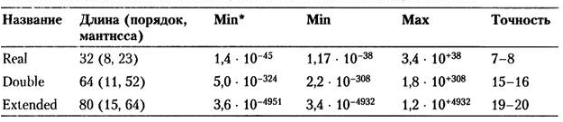 Название Длина (порядок, мантисса) Min* Min Max Точность
Real 32 (8, 23) 1,4 · 10⁻⁴⁵ 1,17 · 10⁻³⁸ 3,4 · 10⁺³⁸ 7–8
Double 64 (11, 52) 5,0 · 10⁻³²⁴ 2,2 · 10⁻³⁰⁸ 1,8 · 10⁺³⁰⁸ 15–16
Extended 80 (15, 64) 3,6 · 10⁻⁴⁹⁵¹ 3,4 · 10⁻⁴⁹³² 1,2 · 10⁺⁴⁹³² 19–20